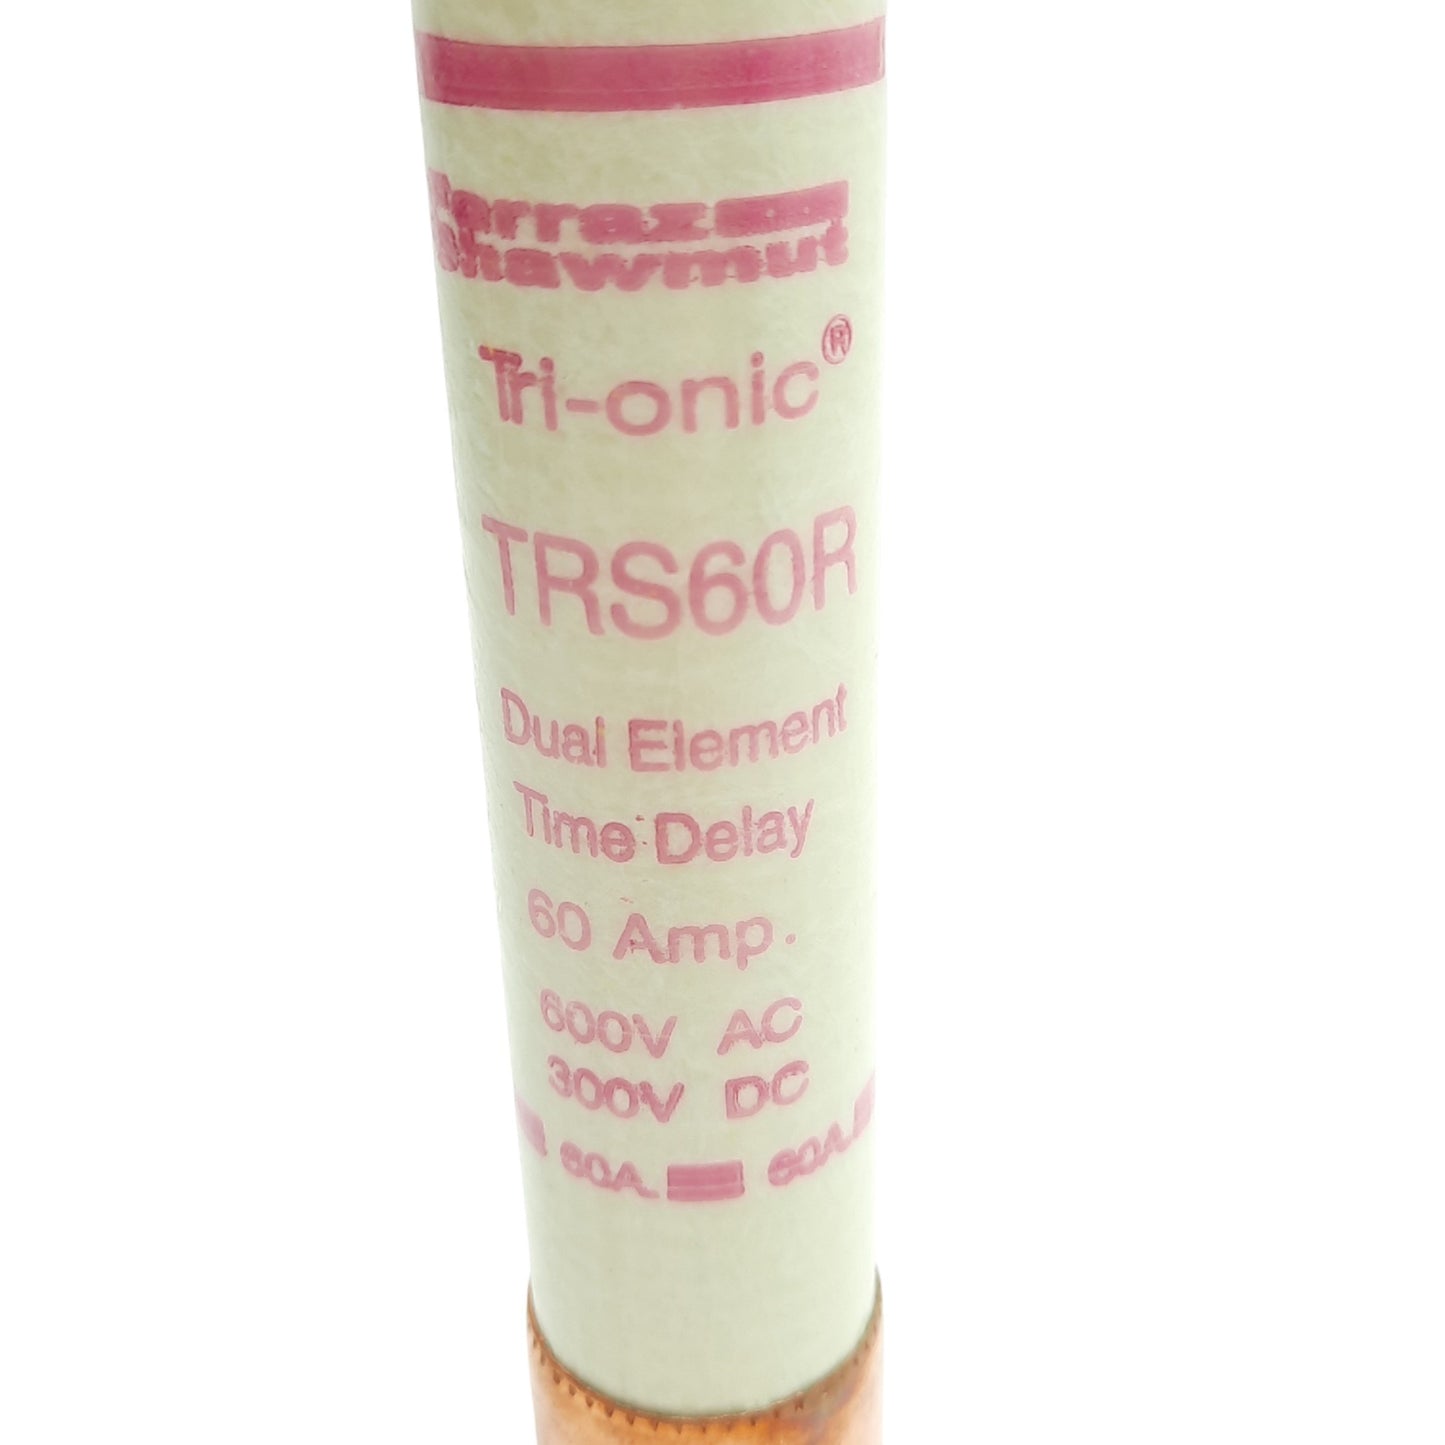 Ferraz
Shawmut
Tri-onic®
TRS60R
Dual Element
Time Delay
60 Amp.
600V AC
300V DC
60A. 60A.